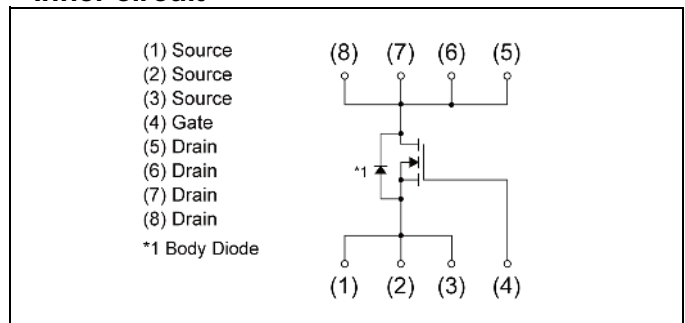 Inner circuit
(1) Source
(2) Source
(3) Source
(4) Gate
(5) Drain
(6) Drain
(7) Drain
(8) Drain
*1 Body Diode
(8) (7) (6) (5)
*1
(1) (2) (3) (4)